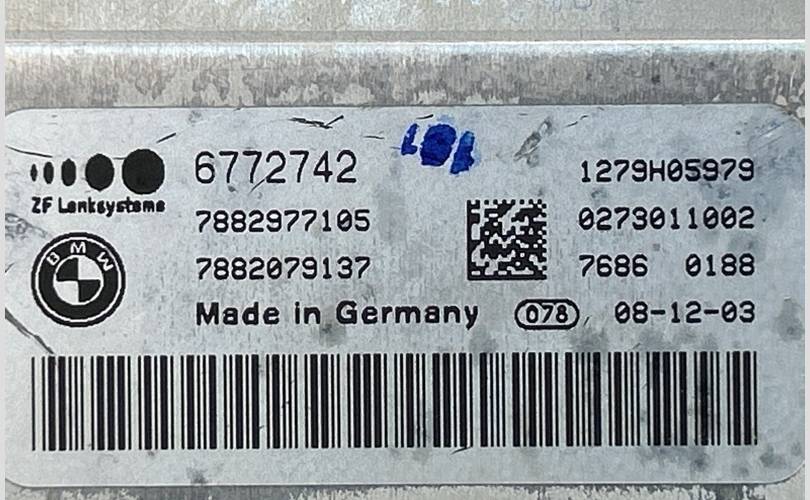 6772742
1279H05979
ZF Lenksysteme
7882977105
0273011002
BMW
7882079137
7686 0188
Made in Germany
078
08-12-03